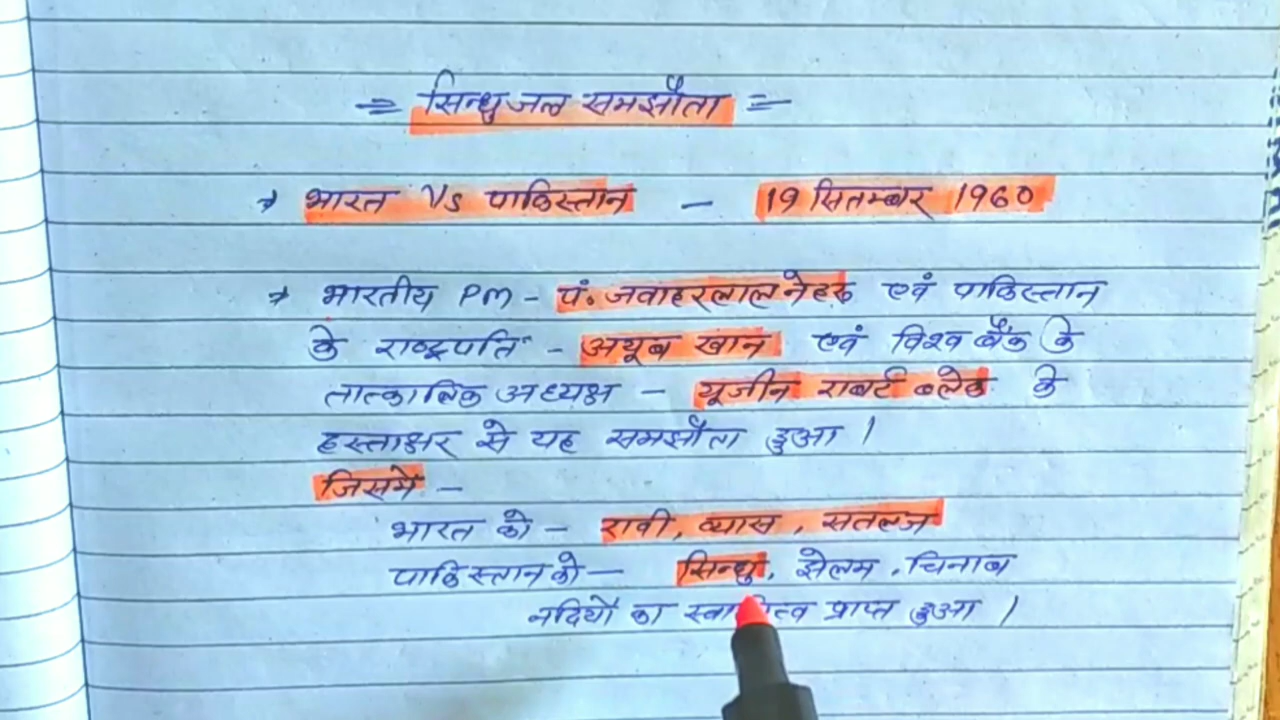 = सिन्धु जल समझौता =
→ भारत V/s पाकिस्तान - 19 सितम्बर 1960
→ भारतीय PM - पं. जवाहरलाल नेहरू एवं पाकिस्तान
के राष्ट्रपति - अयूब खान एवं विश्व बैंक के
तात्कालिक अध्यक्ष - यूजीन राबर्ट ब्लेक के
हस्ताक्षर से यह समझौता हुआ।
जिसमें -
भारत को - रावी, व्यास, सतलज
पाकिस्तान को - सिन्धु, झेलम, चिनाब
नदियों का स्वामित्व प्राप्त हुआ।